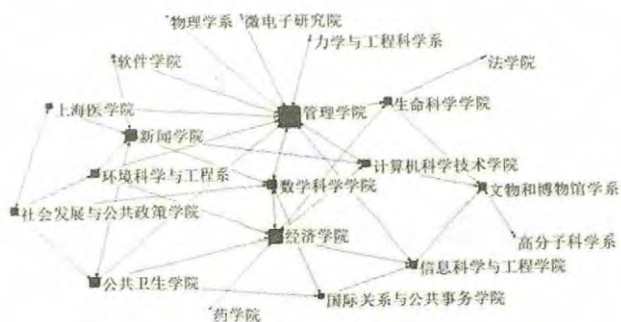 物理学系
微电子研究院
力学与工程科学系
软件学院
法学院
上海医学院
管理学院
生命科学学院
新闻学院
环境科学与工程系
计算机科学技术学院
数学科学学院
文物和博物馆学系
社会发展与公共政策学院
经济学院
高分子科学系
信息科学与工程学院
公共卫生学院
国际关系与公共事务学院
药学院